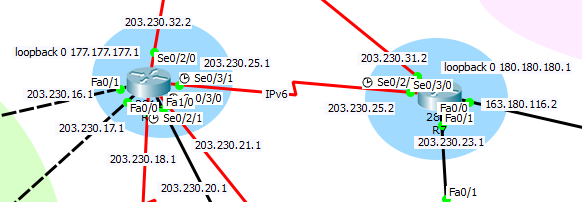 203.230.32.2
loopback 0 177.177.177.1
Se0/2/0
203.230.31.2
203.230.25.1
loopback 0 180.180.180.1
Fa0/1
Se0/3/1
Se0/2/
Se0/3/0
203.230.16.1
Fa1/0
0/3/0
IPv6
Fa0/0
Fa0/0
163.180.116.2
203.230.25.2
Se0/2/1
Fa0/1
203.230.17.1
203.230.23.1
203.230.21.1
203.230.18.1
203.230.20.1
Fa0/1